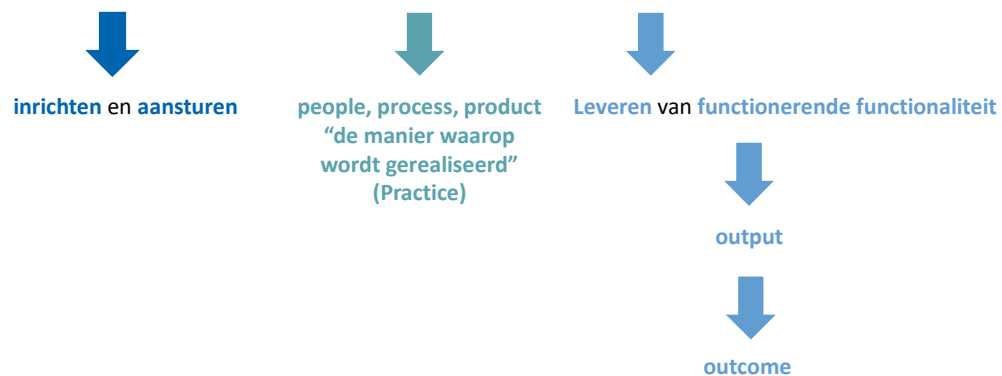 inrichten en aansturen
people, process, product
“de manier waarop
wordt gerealiseerd”
(Practice)
Leveren van functionerende functionaliteit
output
outcome